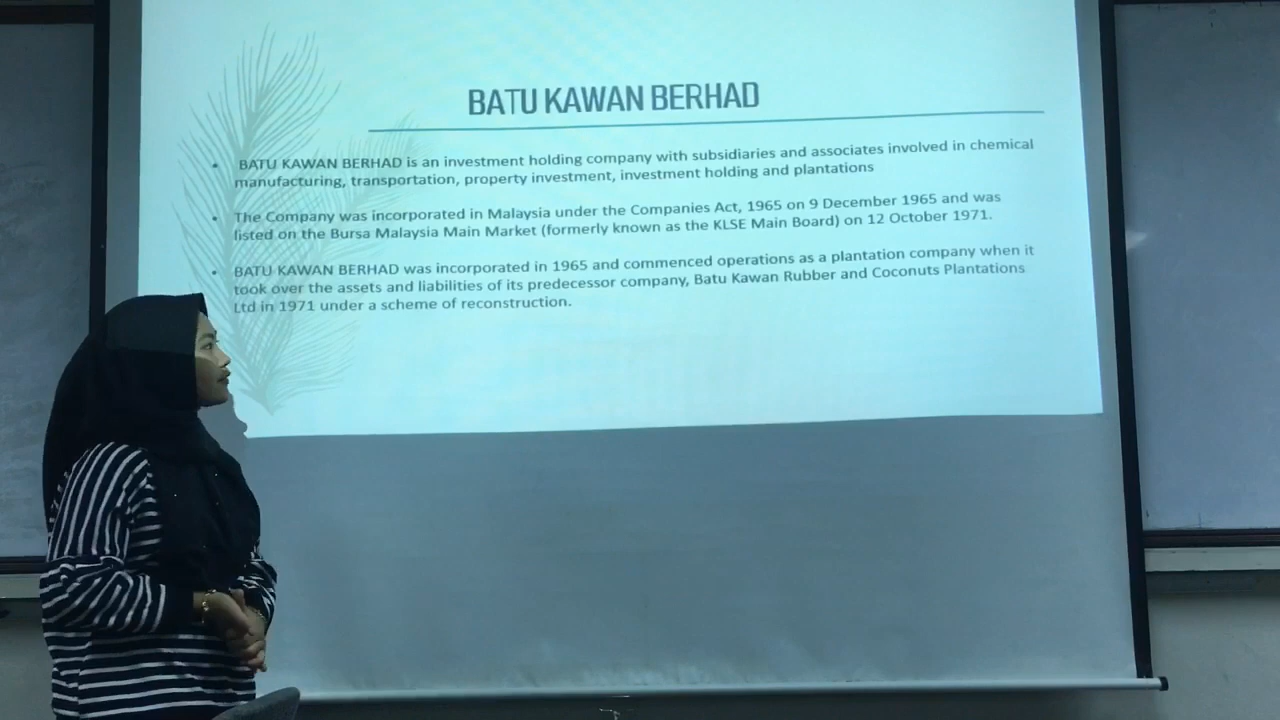 BATU KAWAN BERHAD
• BATU KAWAN BERHAD is an investment holding company with subsidiaries and associates involved in chemical
manufacturing, transportation, property investment, investment holding and plantations
• The Company was incorporated in Malaysia under the Companies Act, 1965 on 9 December 1965 and was
listed on the Bursa Malaysia Main Market (formerly known as the KLSE Main Board) on 12 October 1971.
• BATU KAWAN BERHAD was incorporated in 1965 and commenced operations as a plantation company when it
took over the assets and liabilities of its predecessor company, Batu Kawan Rubber and Coconuts Plantations
Ltd in 1971 under a scheme of reconstruction.